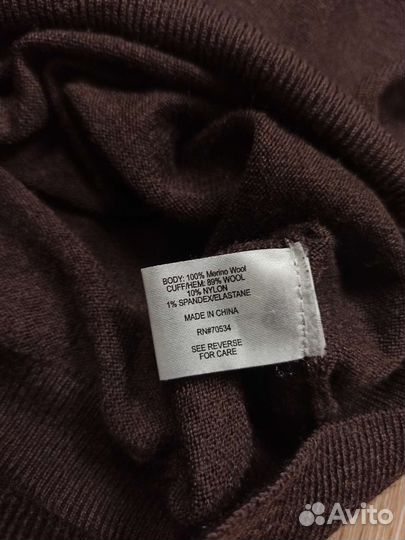 BODY: 100% Merino Wool
CUFF/HEM: 89% WOOL
10% NYLON
1% SPANDEX/ELASTANE
MADE IN CHINA
RN#70534
SEE REVERSE
FOR CARE
Avito